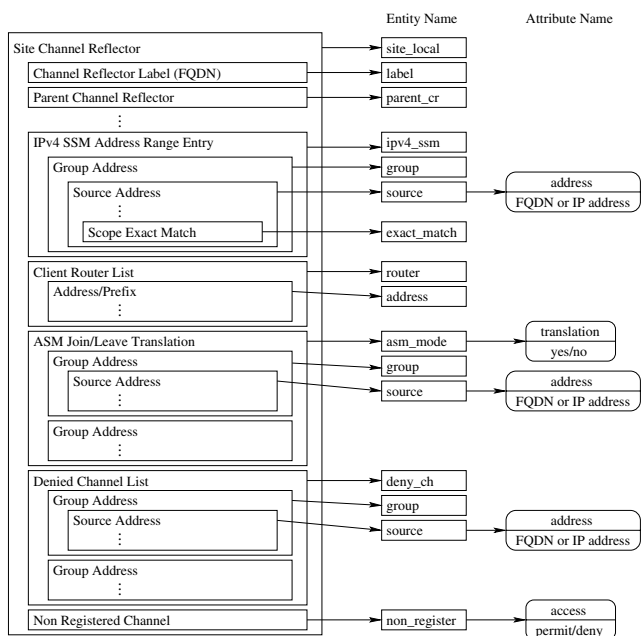 Entity Name Attribute Name
Site Channel Reflector site_local
Channel Reflector Label (FQDN) label
Parent Channel Reflector parent_cr
⋮
IPv4 SSM Address Range Entry ipv4_ssm
Group Address group
Source Address source address
FQDN or IP address
⋮
Scope Exact Match exact_match
Client Router List router
Address/Prefix address
⋮
ASM Join/Leave Translation asm_mode translation
yes/no
Group Address group
Source Address source address
FQDN or IP address
⋮
Group Address
⋮
Denied Channel List deny_ch
Group Address group
Source Address source address
FQDN or IP address
⋮
Group Address
⋮
Non Registered Channel non_register access
permit/deny